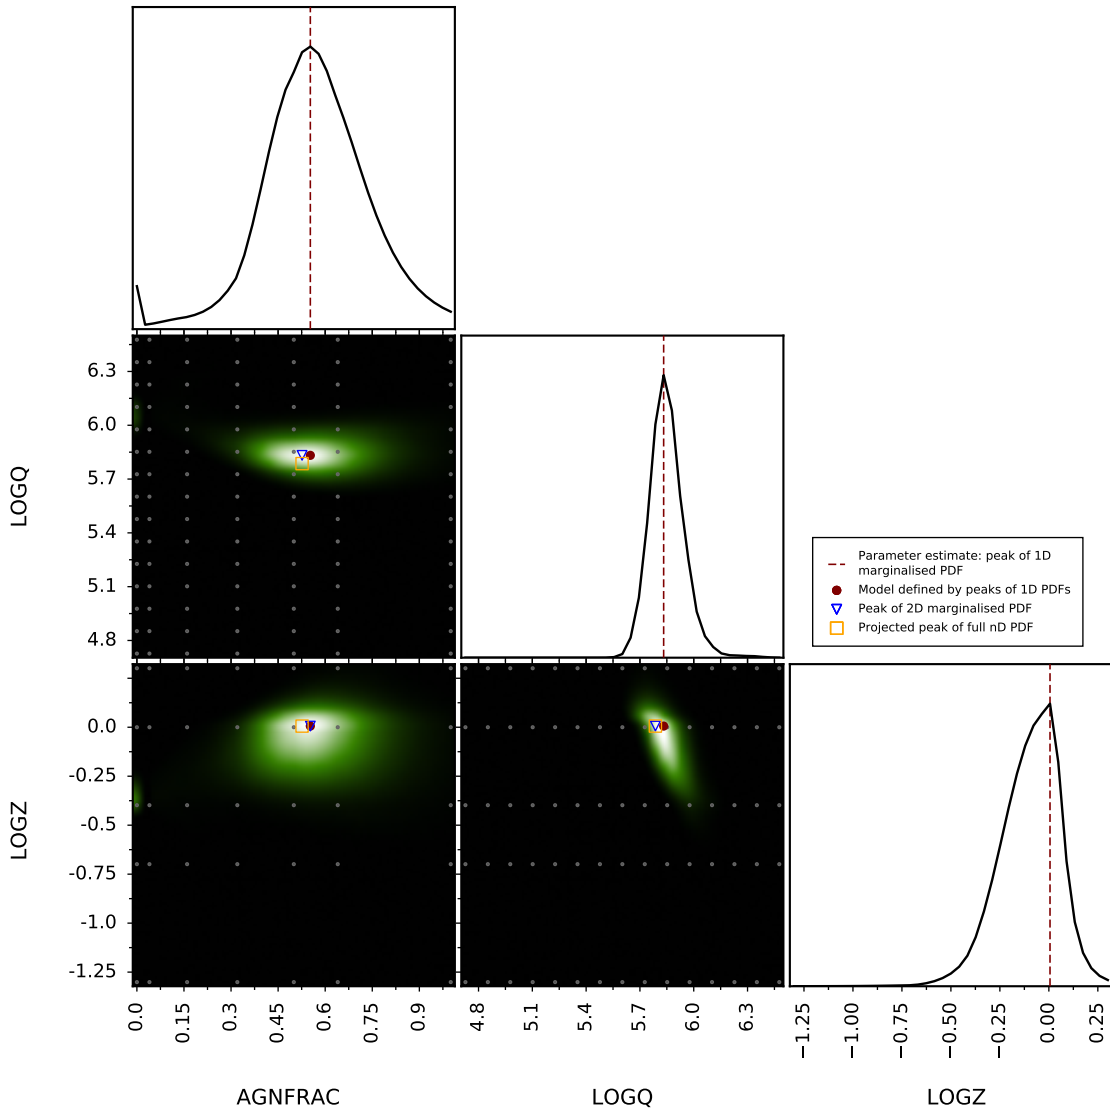 LOGQ
6.3
6.0
5.7
5.4
5.1
4.8
Parameter estimate: peak of 1D
marginalised PDF
Model defined by peaks of 1D PDFs
Peak of 2D marginalised PDF
Projected peak of full nD PDF
LOGZ
0.0
-0.25
-0.5
-0.75
-1.0
-1.25
0.0 0.15 0.3 0.45 0.6 0.75 0.9
4.8 5.1 5.4 5.7 6.0 6.3
−1.25 −1.00 −0.75 −0.50 −0.25 0.00 0.25
AGNFRAC LOGQ LOGZ